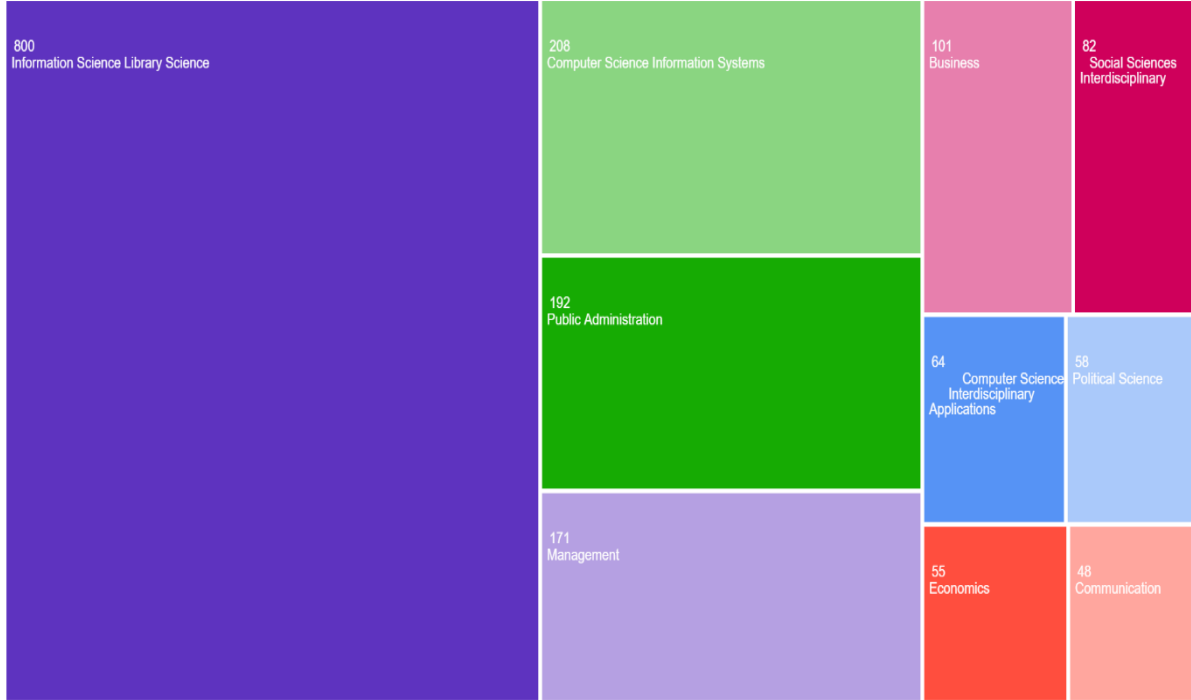 800
Information Science Library Science
208
Computer Science Information Systems
192
Public Administration
171
Management
101
Business
82
Social Sciences
Interdisciplinary
64
Computer Science
Interdisciplinary
Applications
58
Political Science
55
Economics
48
Communication